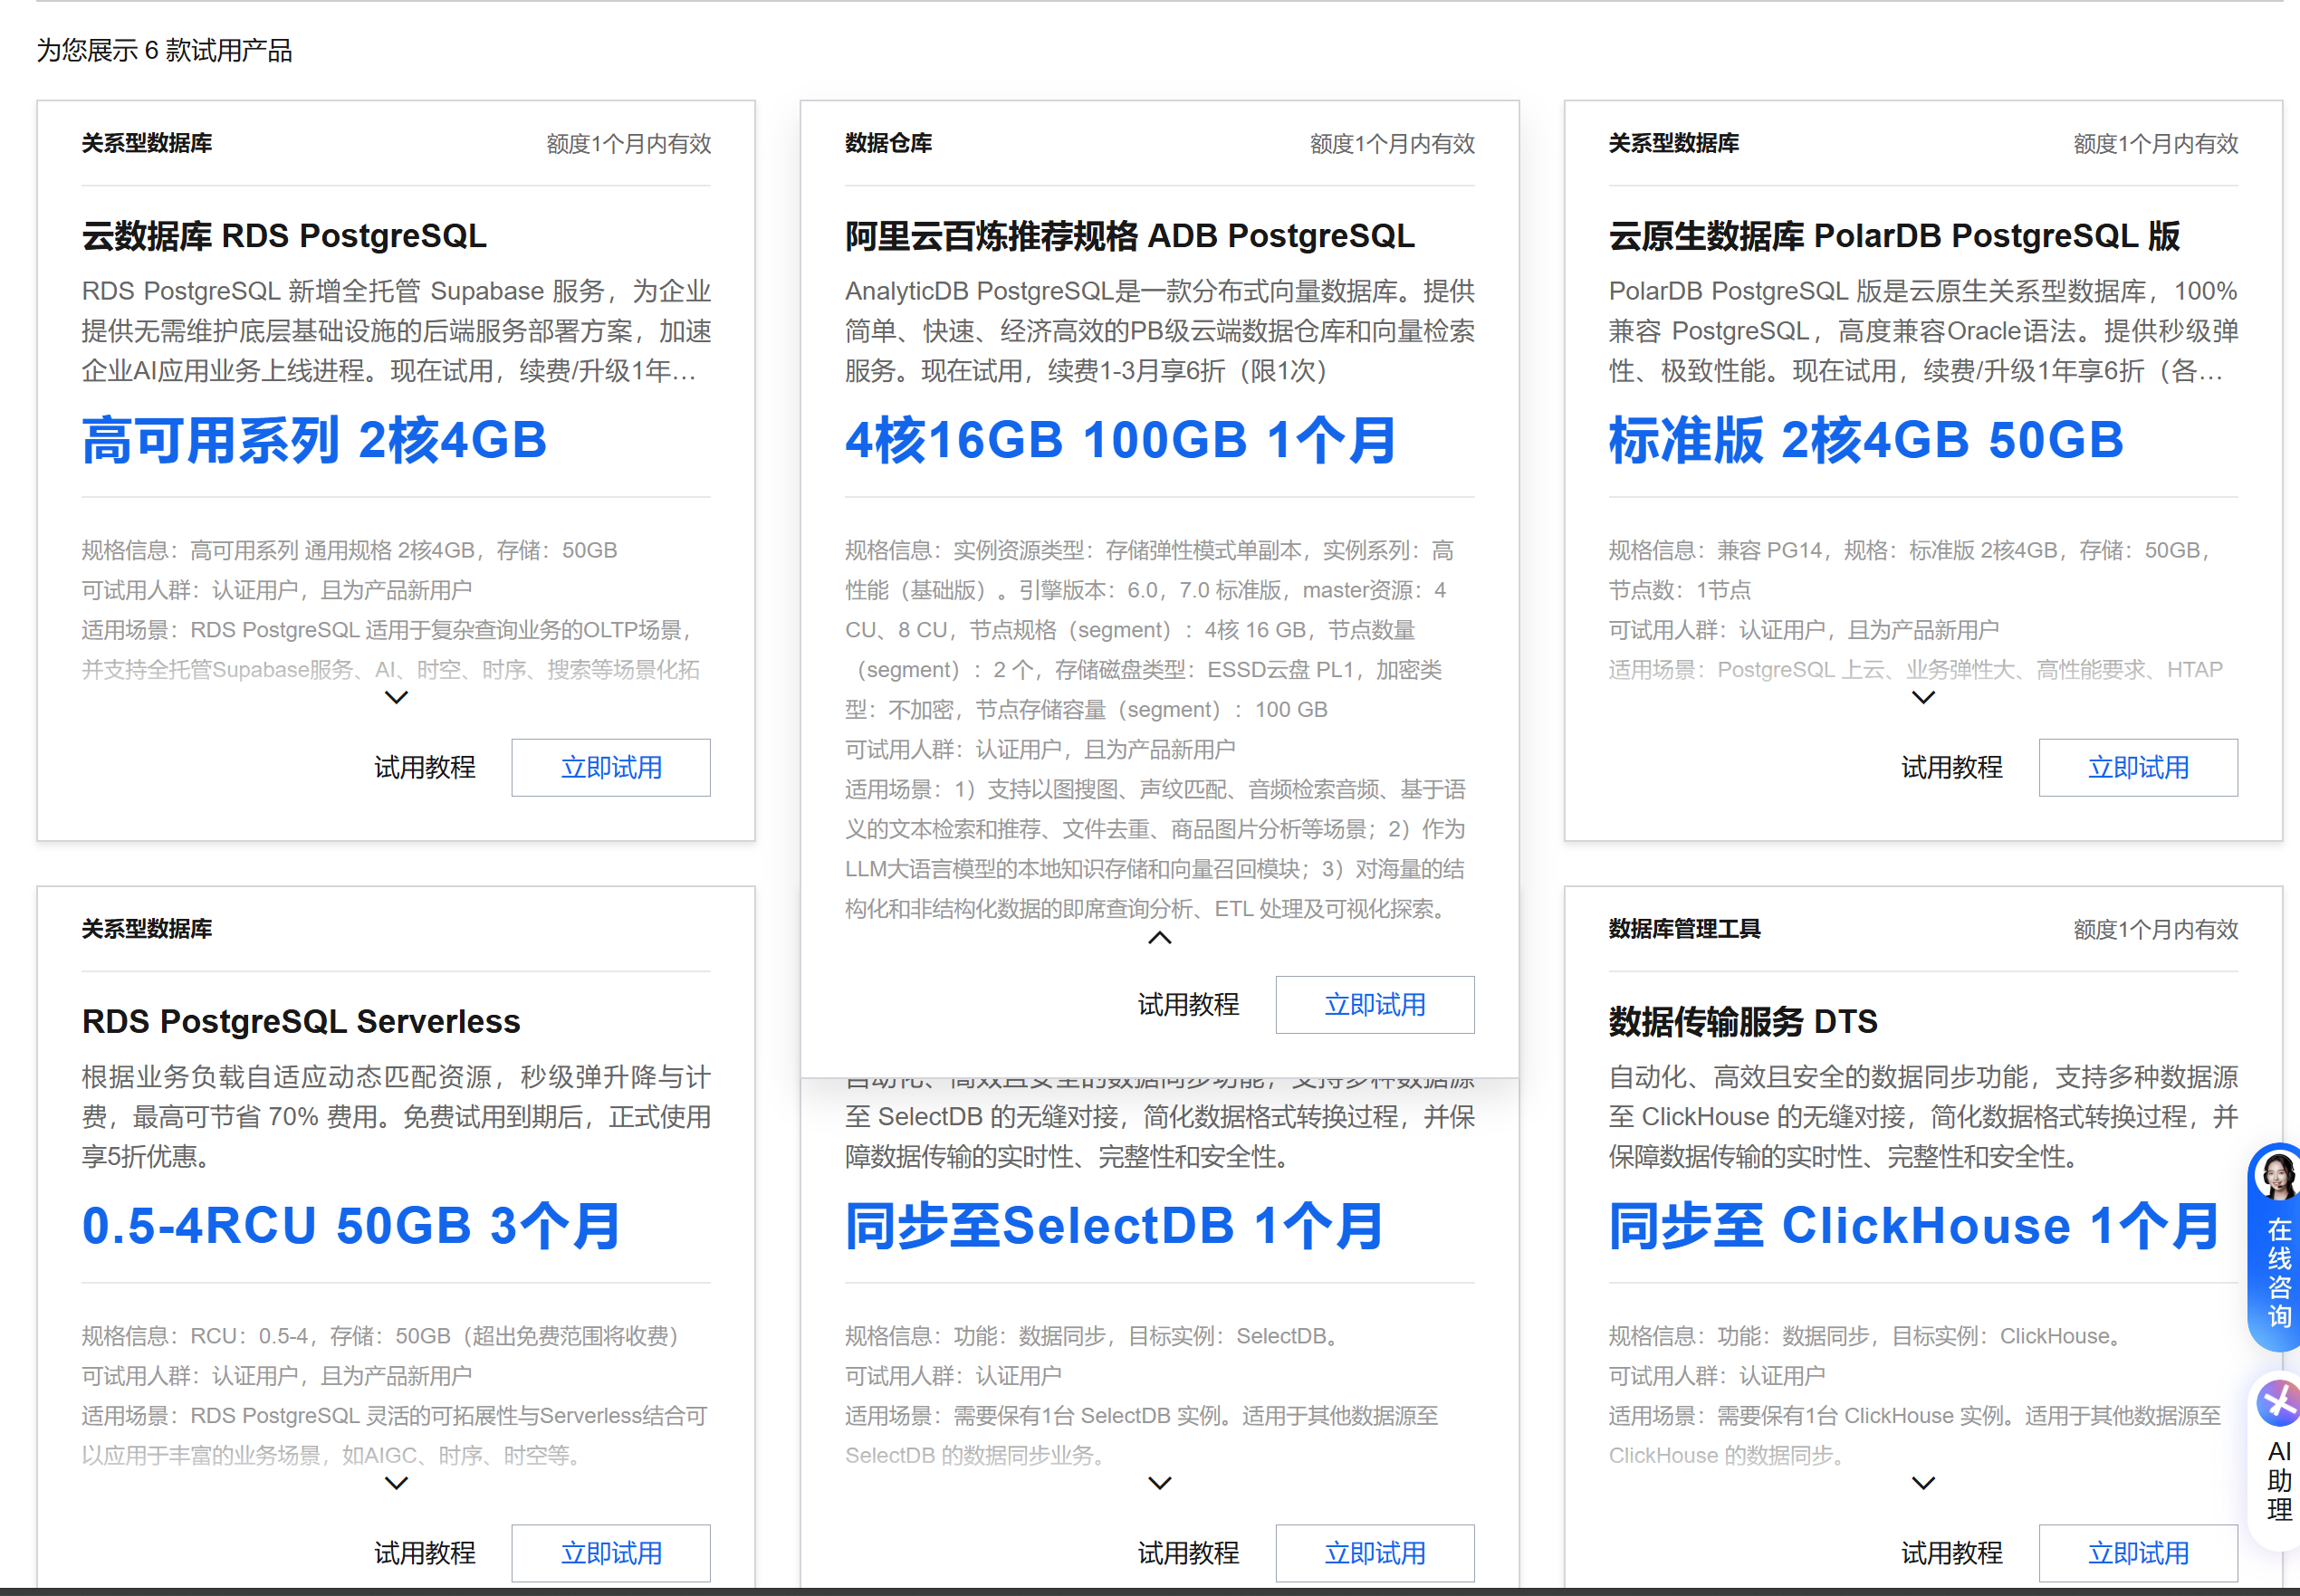 为您展示 6 款试用产品
关系型数据库
额度1个月内有效
云数据库 RDS PostgreSQL
RDS PostgreSQL 新增全托管 Supabase 服务，为企业
提供无需维护底层基础设施的后端服务部署方案，加速
企业AI应用业务上线进程。现在试用，续费/升级1年…
高可用系列 2核4GB
规格信息：高可用系列 通用规格 2核4GB，存储：50GB
可试用人群：认证用户，且为产品新用户
适用场景：RDS PostgreSQL 适用于复杂查询业务的OLTP场景，
并支持全托管Supabase服务、AI、时空、时序、搜索等场景化拓
试用教程
立即试用
数据仓库
额度1个月内有效
阿里云百炼推荐规格 ADB PostgreSQL
AnalyticDB PostgreSQL是一款分布式向量数据库。提供
简单、快速、经济高效的PB级云端数据仓库和向量检索
服务。现在试用，续费1-3月享6折（限1次）
4核16GB 100GB 1个月
规格信息：实例资源类型：存储弹性模式单副本，实例系列：高
性能（基础版）。引擎版本：6.0，7.0 标准版，master资源：4
CU、8 CU，节点规格（segment）：4核 16 GB，节点数量
（segment）：2 个，存储磁盘类型：ESSD云盘 PL1，加密类
型：不加密，节点存储容量（segment）：100 GB
可试用人群：认证用户，且为产品新用户
适用场景：1）支持以图搜图、声纹匹配、音频检索音频、基于语
义的文本检索和推荐、文件去重、商品图片分析等场景；2）作为
LLM大语言模型的本地知识存储和向量召回模块；3）对海量的结
构化和非结构化数据的即席查询分析、ETL 处理及可视化探索。
试用教程
立即试用
关系型数据库
额度1个月内有效
云原生数据库 PolarDB PostgreSQL 版
PolarDB PostgreSQL 版是云原生关系型数据库，100%
兼容 PostgreSQL，高度兼容Oracle语法。提供秒级弹
性、极致性能。现在试用，续费/升级1年享6折（各…
标准版 2核4GB 50GB
规格信息：兼容 PG14，规格：标准版 2核4GB，存储：50GB，
节点数：1节点
可试用人群：认证用户，且为产品新用户
适用场景：PostgreSQL 上云、业务弹性大、高性能要求、HTAP
试用教程
立即试用
关系型数据库
RDS PostgreSQL Serverless
根据业务负载自适应动态匹配资源，秒级弹升降与计
费，最高可节省 70% 费用。免费试用到期后，正式使用
享5折优惠。
0.5-4RCU 50GB 3个月
规格信息：RCU：0.5-4，存储：50GB（超出免费范围将收费）
可试用人群：认证用户，且为产品新用户
适用场景：RDS PostgreSQL 灵活的可拓展性与Serverless结合可
以应用于丰富的业务场景，如AIGC、时序、时空等。
试用教程
立即试用
自动化、高效且安全的数据同步功能，支持多种数据源
至 SelectDB 的无缝对接，简化数据格式转换过程，并保
障数据传输的实时性、完整性和安全性。
同步至SelectDB 1个月
规格信息：功能：数据同步，目标实例：SelectDB。
可试用人群：认证用户
适用场景：需要保有1台 SelectDB 实例。适用于其他数据源至
SelectDB 的数据同步业务。
试用教程
立即试用
数据库管理工具
额度1个月内有效
数据传输服务 DTS
自动化、高效且安全的数据同步功能，支持多种数据源
至 ClickHouse 的无缝对接，简化数据格式转换过程，并
保障数据传输的实时性、完整性和安全性。
同步至 ClickHouse 1个月
规格信息：功能：数据同步，目标实例：ClickHouse。
可试用人群：认证用户
适用场景：需要保有1台 ClickHouse 实例。适用于其他数据源至
ClickHouse 的数据同步。
试用教程
立即试用
在线咨询
AI助理